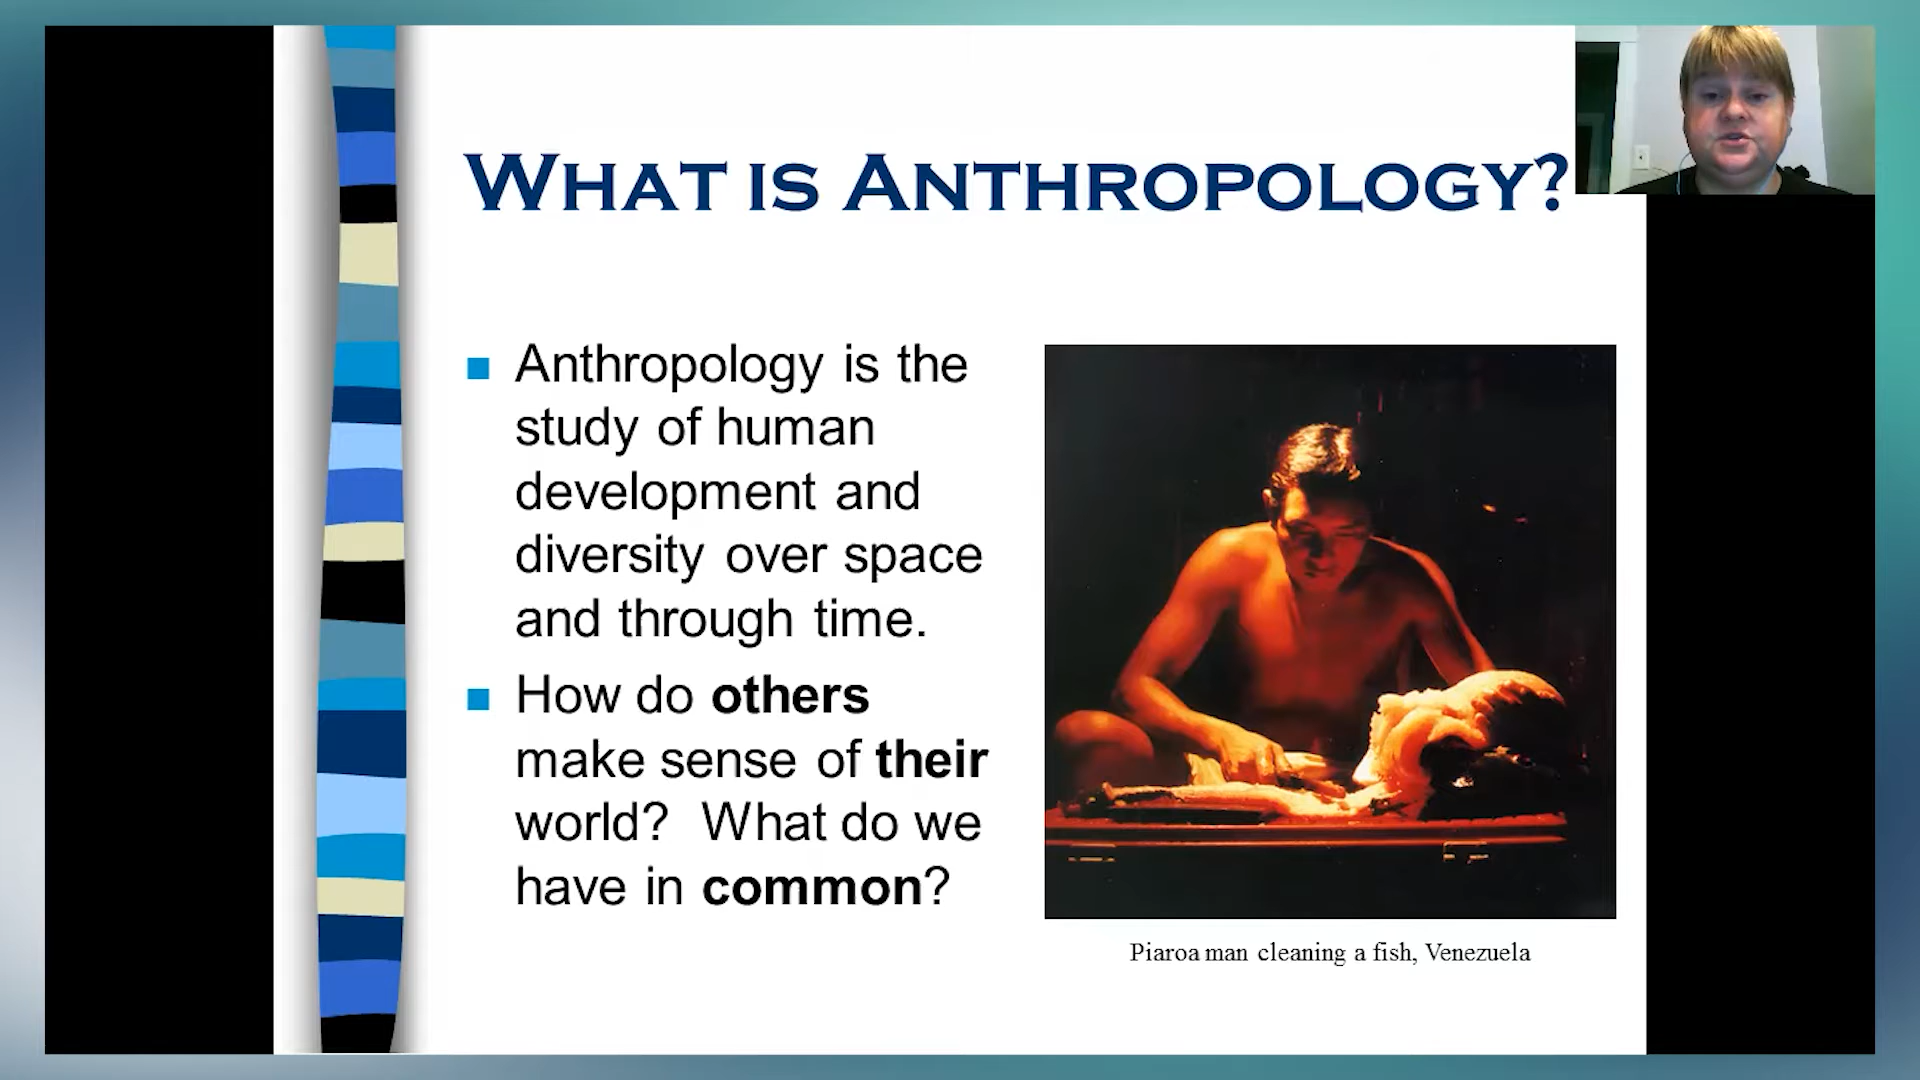 WHAT IS ANTHROPOLOGY?
Anthropology is the
study of human
development and
diversity over space
and through time.
How do others
make sense of their
world? What do we
have in common?
Piaroa man cleaning a fish, Venezuela